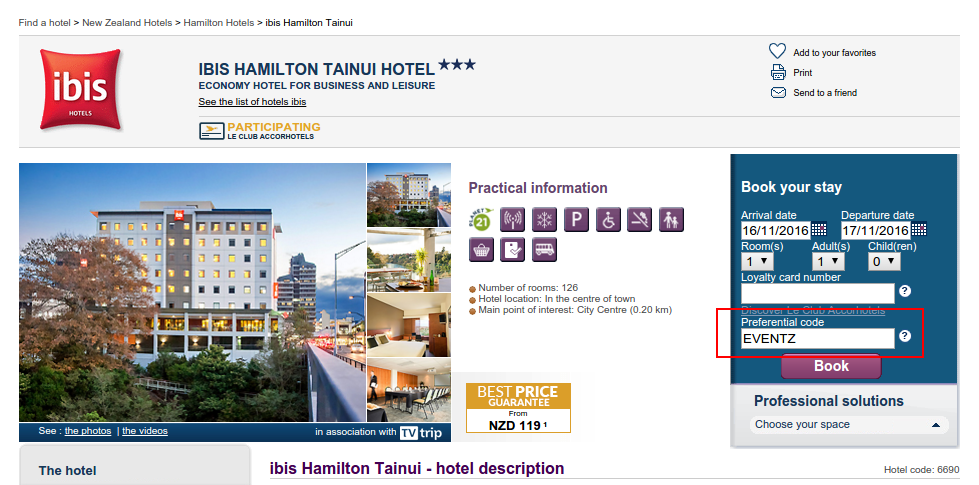 Find a hotel > New Zealand Hotels > Hamilton Hotels > ibis Hamilton Tainui
ibis
HOTELS
IBIS HAMILTON TAINUI HOTEL★★★
ECONOMY HOTEL FOR BUSINESS AND LEISURE
See the list of hotels ibis
PARTICIPATING
LE CLUB ACCORHOTELS
Add to your favorites
Print
Send to a friend
See : the photos | the videos
in association with TV trip
Practical information
PLANET 21
P
Number of rooms: 126
Hotel location: In the centre of town
Main point of interest: City Centre (0.20 km)
BEST PRICE
GUARANTEE
From
NZD 119 ¹
Book your stay
Arrival date Departure date
16/11/2016 17/11/2016
Room(s) Adult(s) Child(ren)
1 1 0
Loyalty card number
?
Discover Le Club Accorhotels
Preferential code
EVENTZ ?
Book
Professional solutions
Choose your space
The hotel
ibis Hamilton Tainui - hotel description
Hotel code: 6690